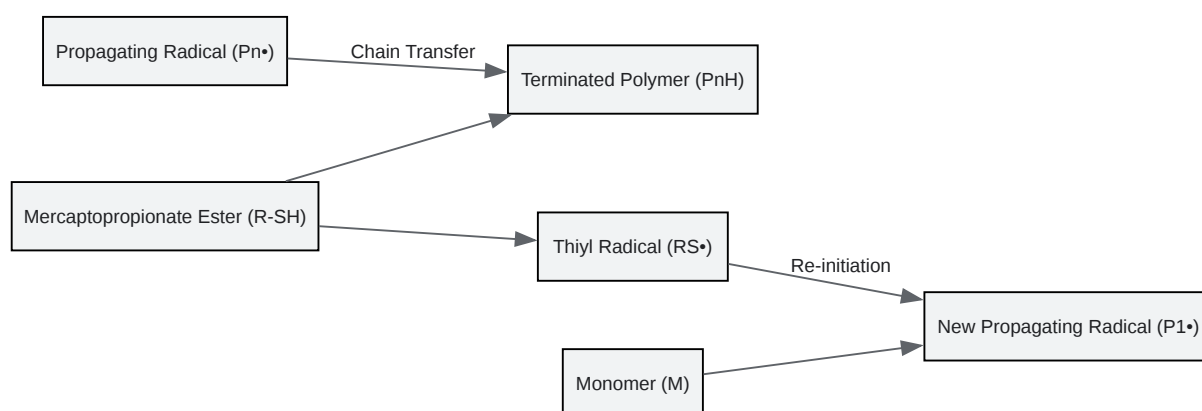 Propagating Radical (Pn•)
Chain Transfer
Terminated Polymer (PnH)
Mercaptopropionate Ester (R-SH)
Thiyl Radical (RS•)
Re-initiation
New Propagating Radical (P1•)
Monomer (M)